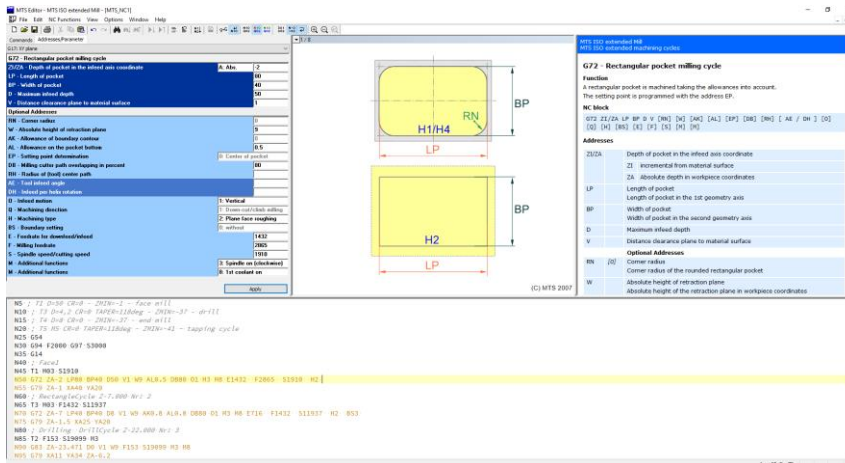 MTS Editor - MTS ISO extended Mill - [MTS_NC1]
File Edit NC Functions View Options Window Help
Commands Addresses/Parameter
G17: XY plane
G72 - Rectangular pocket milling cycle
ZI/ZA - Depth of pocket in the infeed axis coordinate A: Abs. -2
LP - Length of pocket 80
BP - Width of pocket 40
D - Maximum infeed depth 50
V - Distance clearance plane to material surface 1
Optional Addresses
RN - Corner radius 0
W - Absolute height of retraction plane 9
AK - Allowance of boundary contour 0
AL - Allowance on the pocket bottom 0.5
EP - Setting point determination 0: Center of pocket
DB - Milling cutter path overlapping in percent 80
RH - Radius of (tool) center path
AE - Tool infeed angle
DH - Infeed per helix rotation
O - Infeed motion 1: Vertical
Q - Machining direction 1: Down cut/climb milling
H - Machining type 2: Plane face roughing
BS - Boundary setting 0: without
E - Feedrate for downfeed/infeed 1432
F - Milling feedrate 2865
S - Spindle speed/cutting speed 1910
M - Additional functions 3: Spindle on (clockwise)
M - Additional functions 8: 1st coolant on
Apply
1 / 8
RN
H1/H4
BP
LP
H2
BP
LP
(C) MTS 2007
MTS ISO extended Mill
MTS ISO extended machining cycles
G72 - Rectangular pocket milling cycle
Function
A rectangular pocket is machined taking the allowances into account.
The setting point is programmed with the address EP.
NC block
G72 ZI/ZA LP BP D V [RN] [W] [AK] [AL] [EP] [DB] [RH] [ AE / DH ] [O]
[Q] [H] [BS] [E] [F] [S] [M] [M]
Addresses
ZI/ZA Depth of pocket in the infeed axis coordinate
ZI incremental from material surface
ZA Absolute depth in workpiece coordinates
LP Length of pocket
Length of pocket in the 1st geometry axis
BP Width of pocket
Width of pocket in the second geometry axis
D Maximum infeed depth
V Distance clearance plane to material surface
Optional Addresses
RN [0] Corner radius
Corner radius of the rounded rectangular pocket
W Absolute height of retraction plane
Absolute height of the retraction plane in workpiece coordinates
N5 ; T1 D=50 CR=0 - ZMIN=-1 - face mill
N10 ; T3 D=4.2 CR=0 TAPER=118deg - ZMIN=-37 - drill
N15 ; T4 D=8 CR=0 - ZMIN=-37 - end mill
N20 ; T5 M5 CR=0 TAPER=118deg - ZMIN=-41 - tapping cycle
N25 G54
N30 G94 F2000 G97 S3000
N35 G14
N40 ; Face1
N45 T1 M03 S1910
N50 G72 ZA-2 LP80 BP40 D50 V1 W9 AL0.5 DB80 O1 M3 M8 E1432 F2865 S1910 H2
N55 G79 ZA-1 XA40 YA20
N60 ; RectangleCycle Z-7.000 Nr: 2
N65 T3 M03 F1432 S11937
N70 G72 ZA-7 LP40 BP40 D8 V1 W9 AK0.8 AL0.8 DB80 O1 M3 M8 E716 F1432 S11937 H2 BS3
N75 G79 ZA-1.5 XA25 YA20
N80 ; Drilling DrillCycle Z-22.000 Nr: 3
N85 T2 F153 S19099 M3
N90 G83 ZA-23.471 D0 V1 W9 F153 S19099 M3 M8
N95 G79 XA11 YA34 ZA-6.2